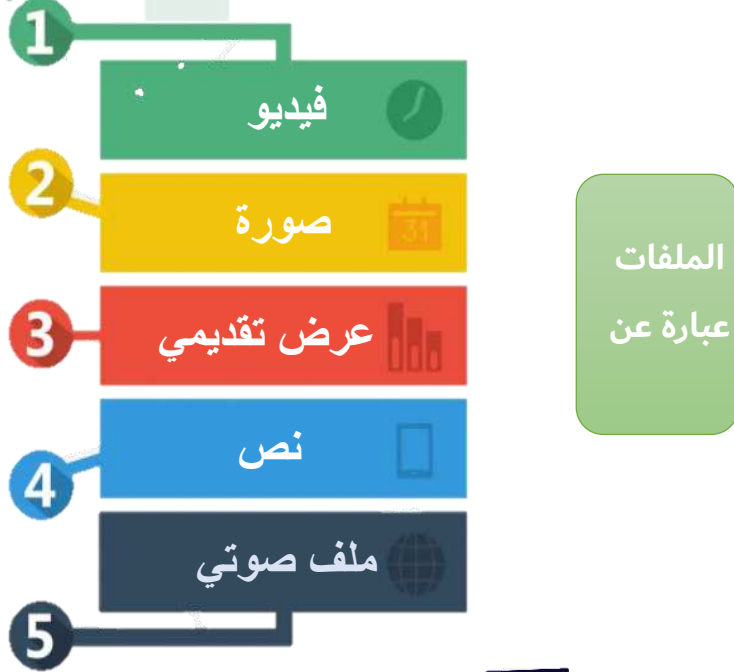 الملفات
عبارة عن
1
فيديو
2
صورة
31
3
عرض تقديمي
4
نص
ملف صوتي
5